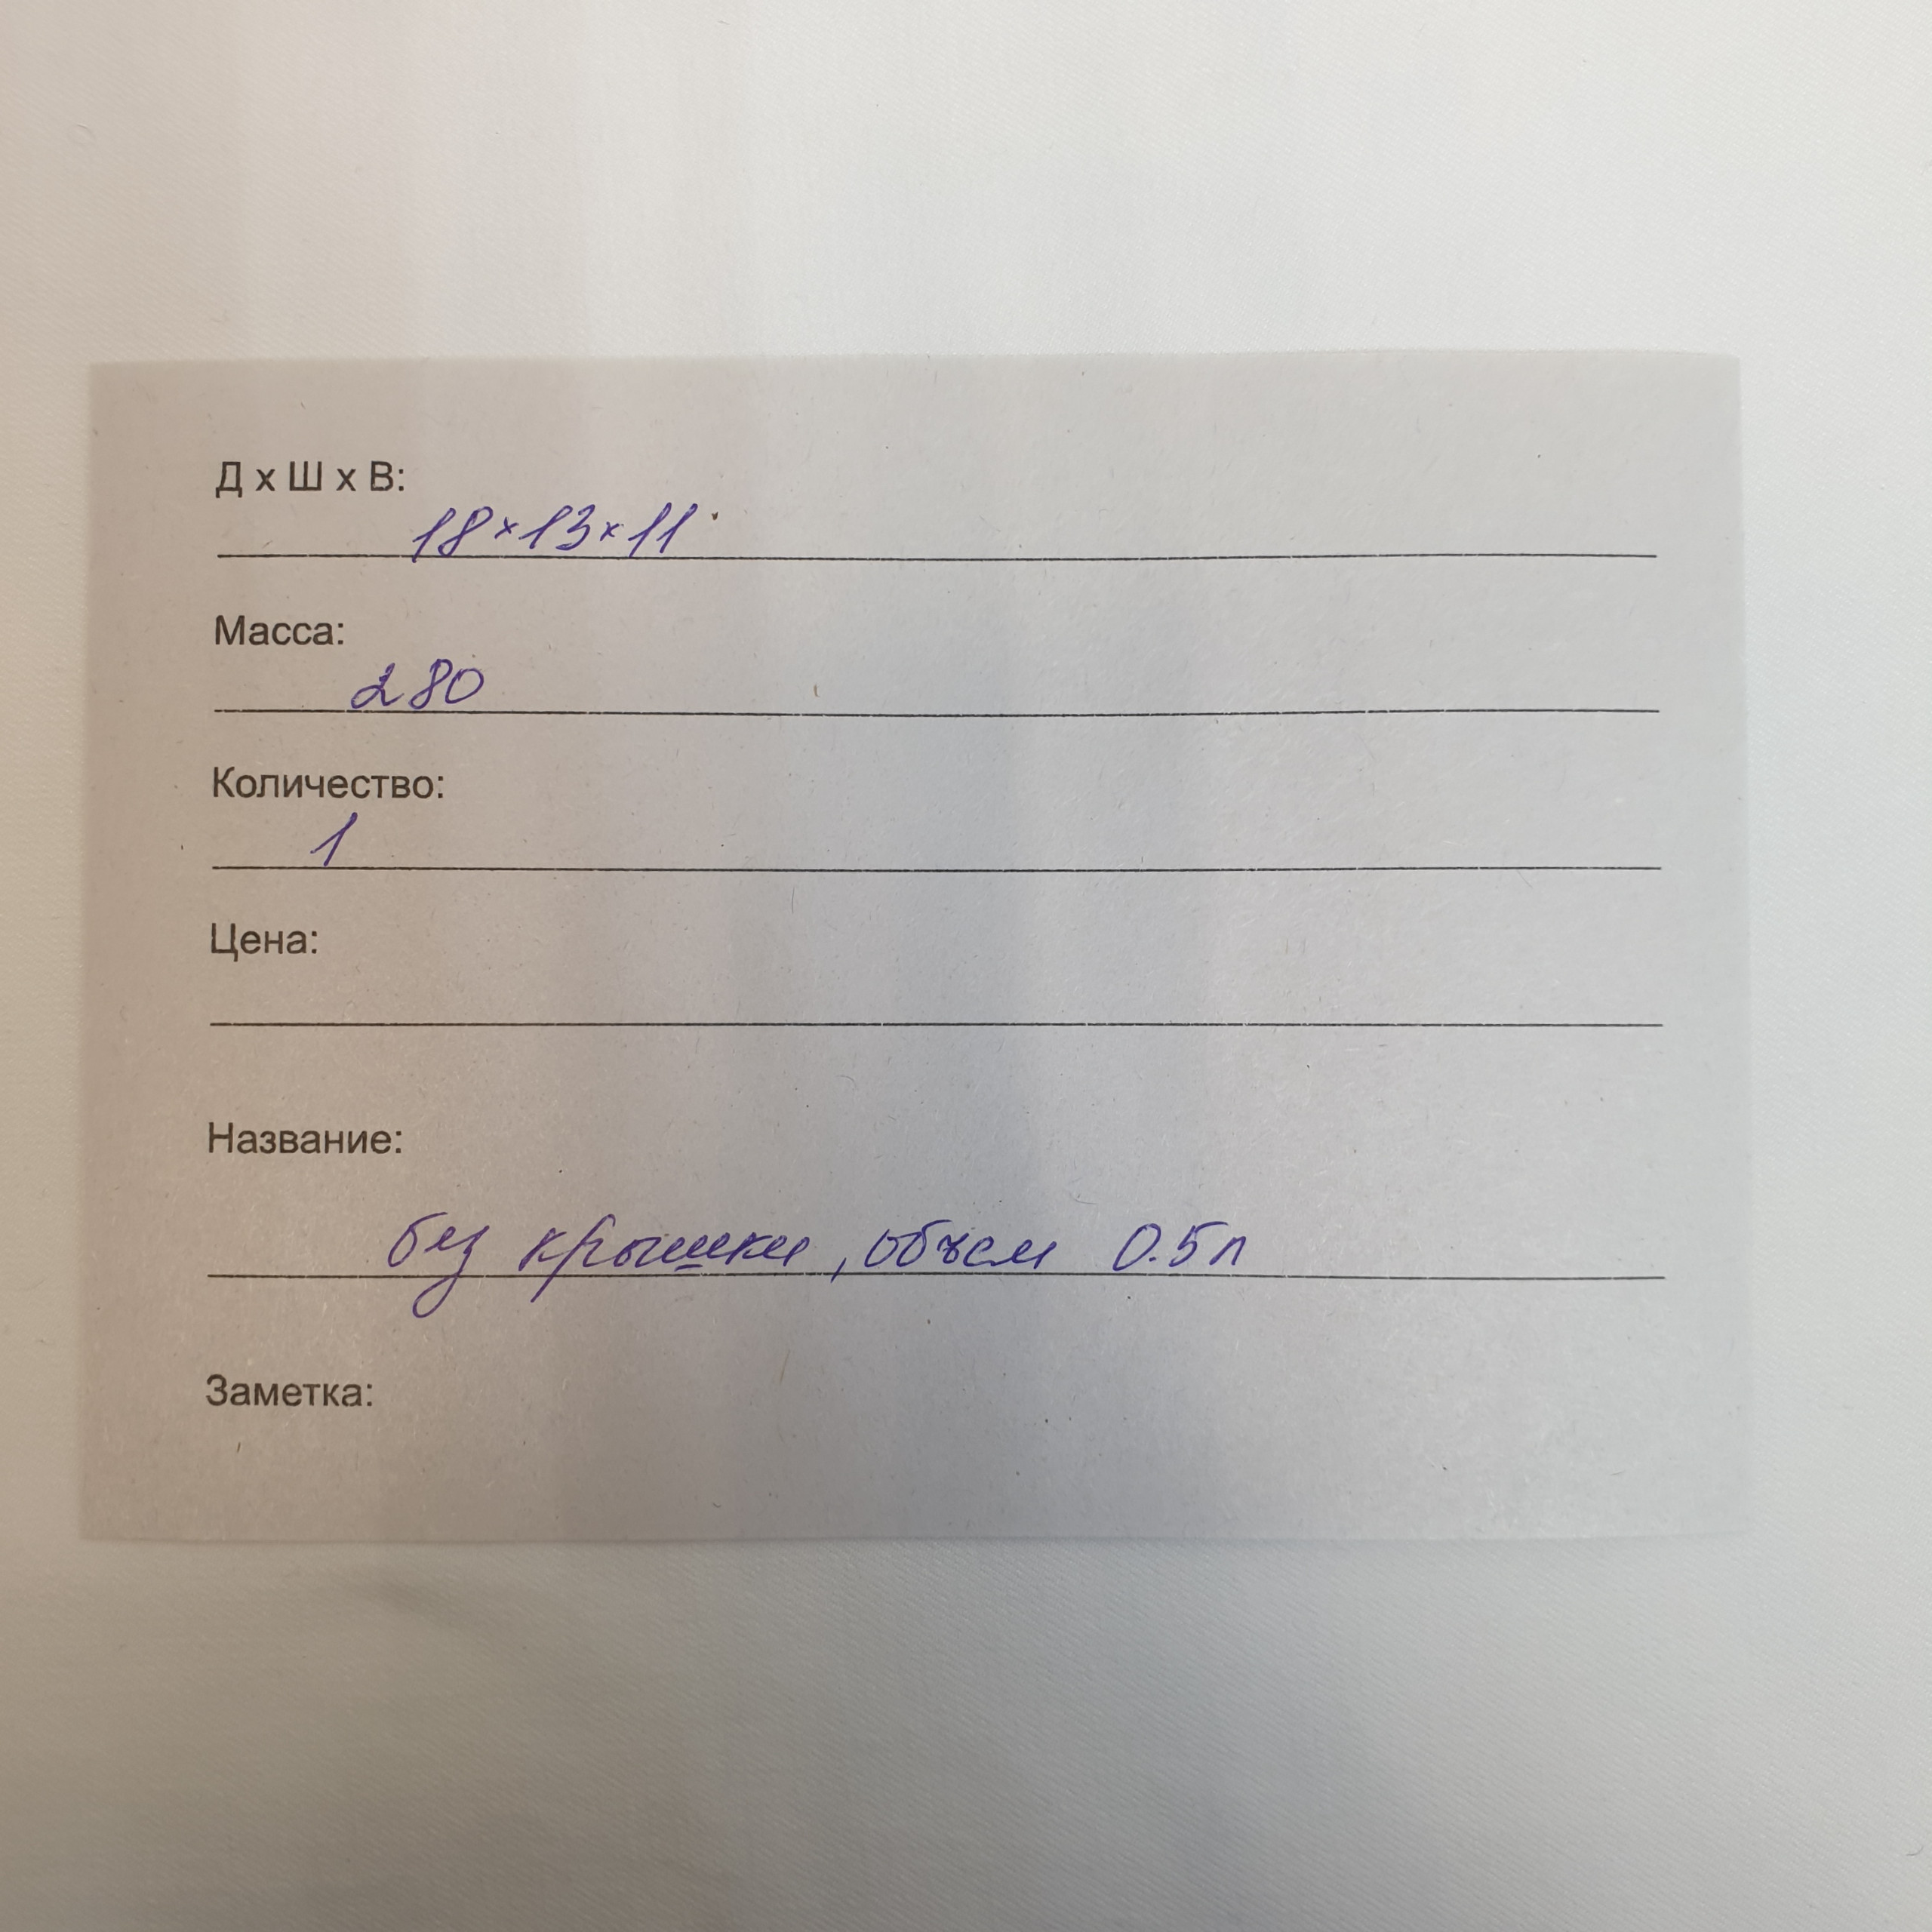 Д х Ш х В:
18×13×11
Масса:
280
Количество:
1
Цена:
Название:
без крышки, объем 0.5л
Заметка: